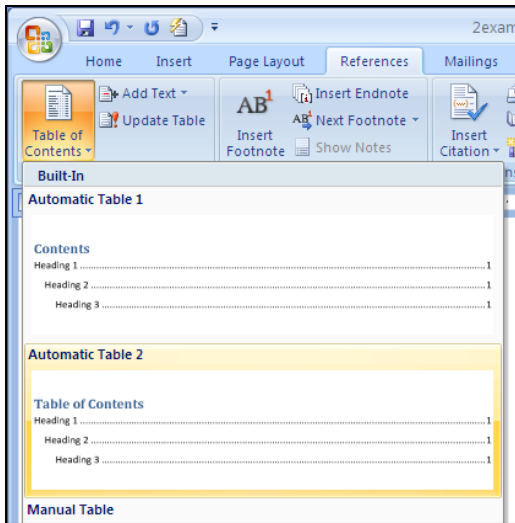 2exam
Home Insert Page Layout References Mailings
Table of Contents
Add Text
Update Table
AB1
Insert Footnote
Insert Endnote
AB1 Next Footnote
Show Notes
Insert Citation
Built-In
Automatic Table 1
Contents
Heading 1 ........ 1
Heading 2 ........ 1
Heading 3 ........ 1
Automatic Table 2
Table of Contents
Heading 1 ........ 1
Heading 2 ........ 1
Heading 3 ........ 1
Manual Table